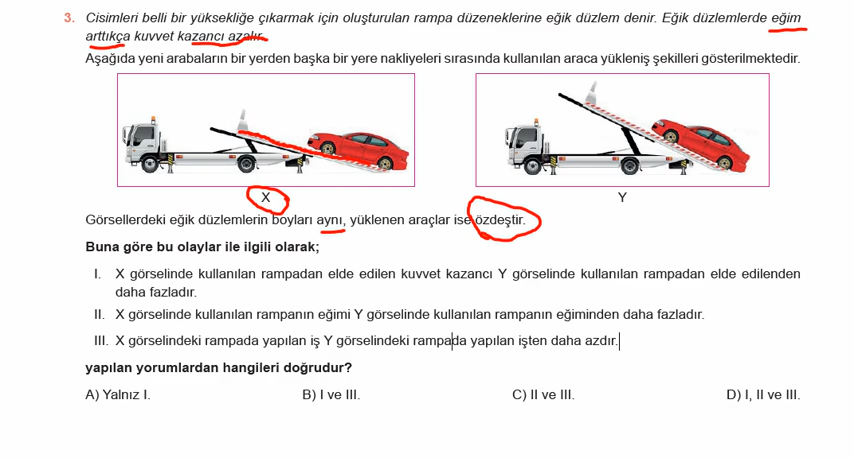 3. Cisimleri belli bir yüksekliğe çıkarmak için oluşturulan rampa düzeneklerine eğik düzlem denir. Eğik düzlemlerde eğim
arttıkça kuvvet kazancı azalır.
Aşağıda yeni arabaların bir yerden başka bir yere nakliyeleri sırasında kullanılan araca yükleniş şekilleri gösterilmektedir.
X Y
Görsellerdeki eğik düzlemlerin boyları aynı, yüklenen araçlar ise özdeştir.
Buna göre bu olaylar ile ilgili olarak;
I. X görselinde kullanılan rampadan elde edilen kuvvet kazancı Y görselinde kullanılan rampadan elde edilenden
daha fazladır.
II. X görselinde kullanılan rampanın eğimi Y görselinde kullanılan rampanın eğiminden daha fazladır.
III. X görselindeki rampada yapılan iş Y görselindeki rampada yapılan işten daha azdır.
yapılan yorumlardan hangileri doğrudur?
A) Yalnız I. B) I ve III. C) II ve III. D) I, II ve III.